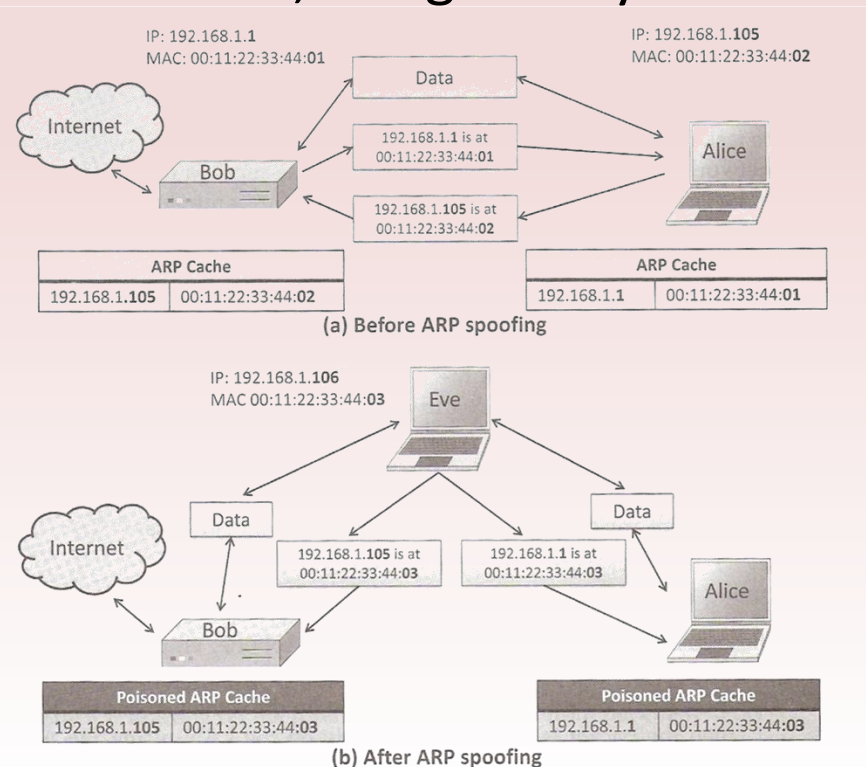 IP: 192.168.1.1
MAC: 00:11:22:33:44:01
IP: 192.168.1.105
MAC: 00:11:22:33:44:02
Data
Internet
192.168.1.1 is at
00:11:22:33:44:01
Bob
Alice
192.168.1.105 is at
00:11:22:33:44:02
ARP Cache
192.168.1.105 00:11:22:33:44:02
ARP Cache
192.168.1.1 00:11:22:33:44:01
(a) Before ARP spoofing
IP: 192.168.1.106
MAC 00:11:22:33:44:03
Eve
Data
Data
Internet
192.168.1.105 is at
00:11:22:33:44:03
192.168.1.1 is at
00:11:22:33:44:03
Bob
Alice
Poisoned ARP Cache
192.168.1.105 00:11:22:33:44:03
Poisoned ARP Cache
192.168.1.1 00:11:22:33:44:03
(b) After ARP spoofing